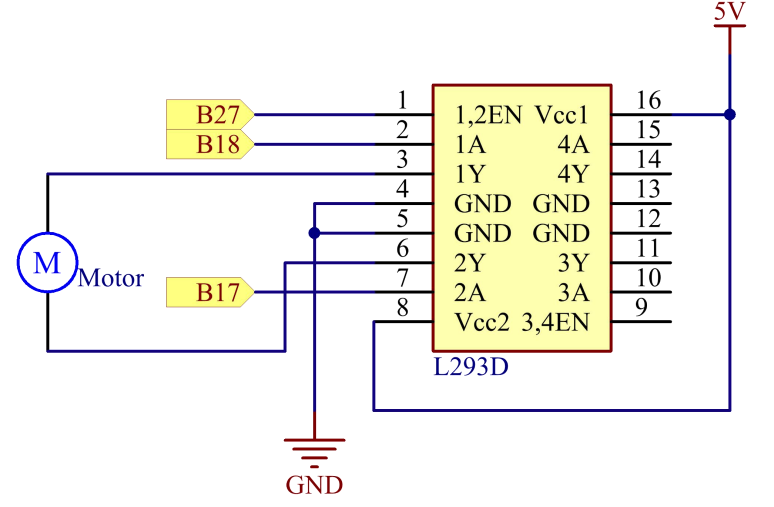 5V
B27 1 1,2EN Vcc1 16
B18 2 1A 4A 15
3 1Y 4Y 14
4 GND GND 13
5 GND GND 12
M Motor 6 2Y 3Y 11
B17 7 2A 3A 10
8 Vcc2 3,4EN 9
L293D
GND